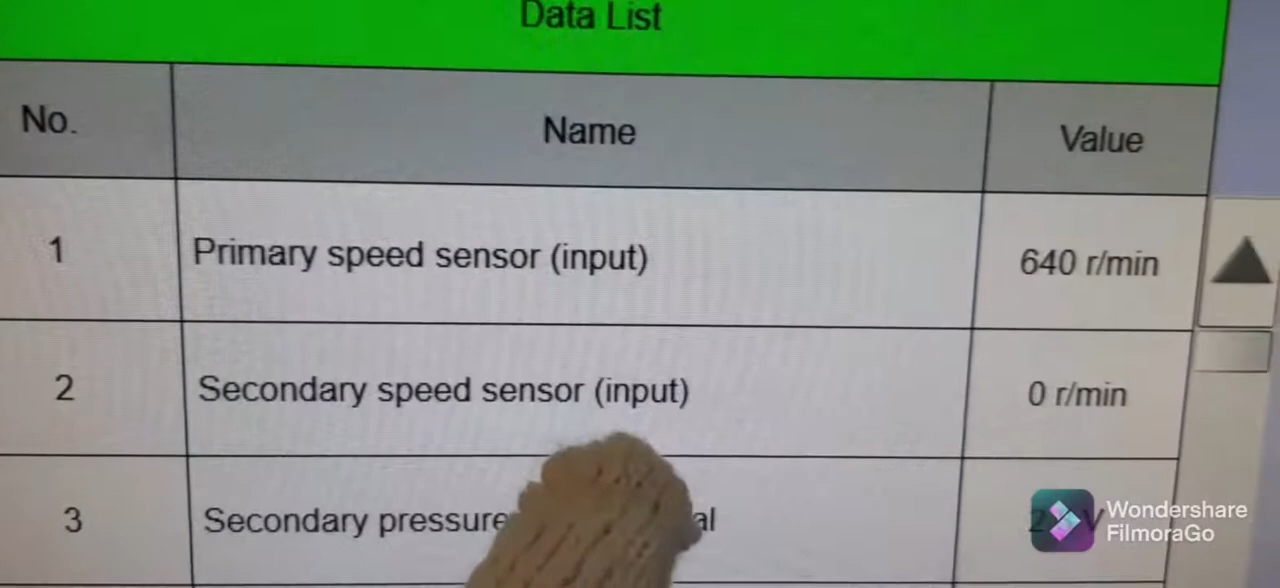 Data List
No. Name Value
1 Primary speed sensor (input) 640 r/min
2 Secondary speed sensor (input) 0 r/min
3 Secondary pressure
Wondershare
FilmoraGo